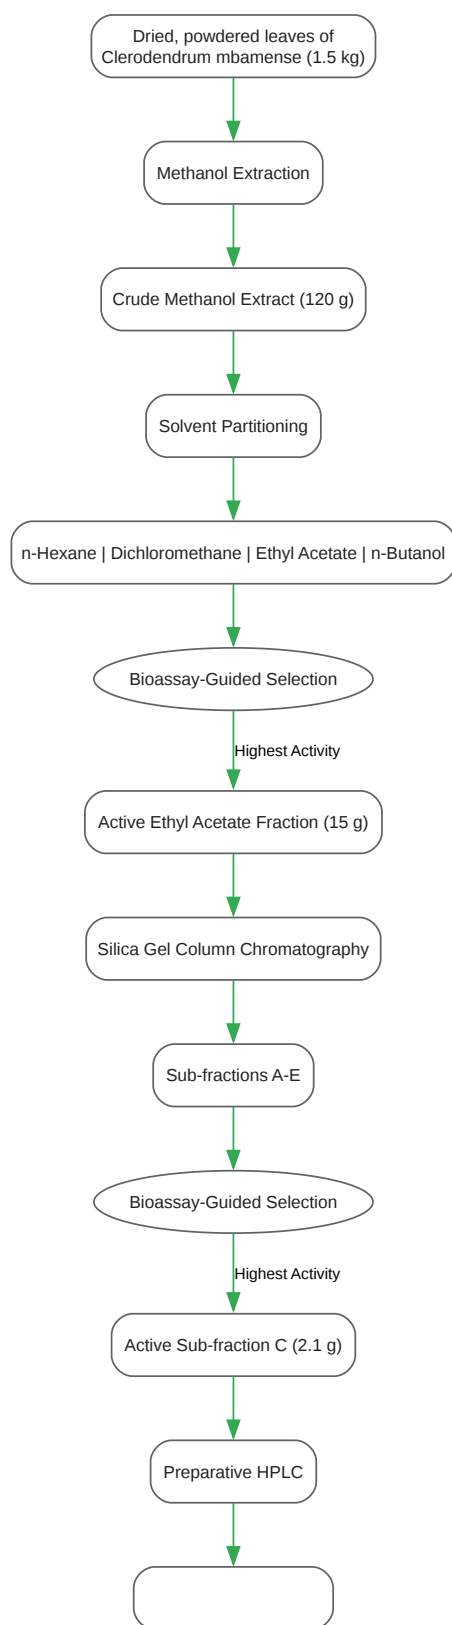 Dried, powdered leaves of
Clerodendrum mbamense (1.5 kg)
Methanol Extraction
Crude Methanol Extract (120 g)
Solvent Partitioning
n-Hexane | Dichloromethane | Ethyl Acetate | n-Butanol
Bioassay-Guided Selection
Highest Activity
Active Ethyl Acetate Fraction (15 g)
Silica Gel Column Chromatography
Sub-fractions A-E
Bioassay-Guided Selection
Highest Activity
Active Sub-fraction C (2.1 g)
Preparative HPLC